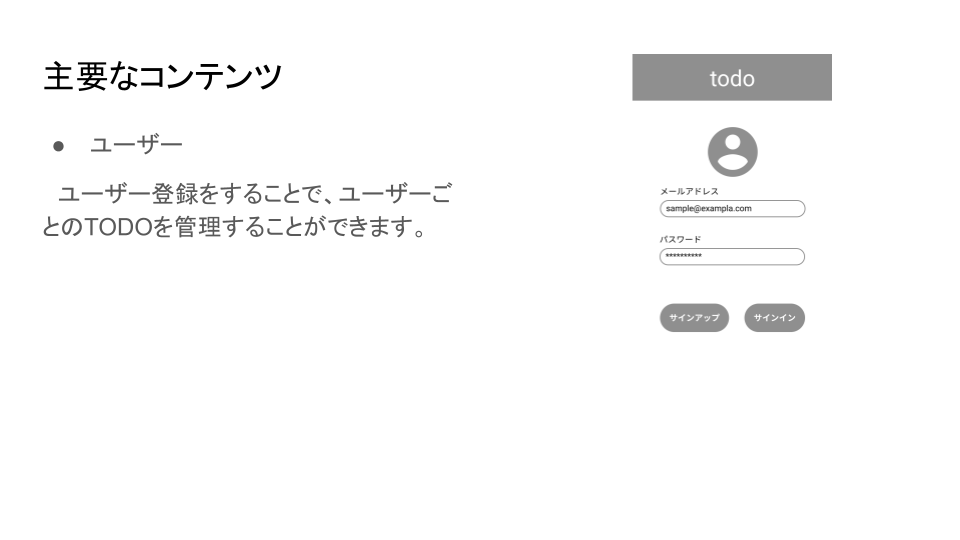 主要なコンテンツ
● ユーザー
ユーザー登録をすることで、ユーザーご
とのTODOを管理することができます。
todo
メールアドレス
sample@exampla.com
パスワード
**********
サインアップ
サインイン